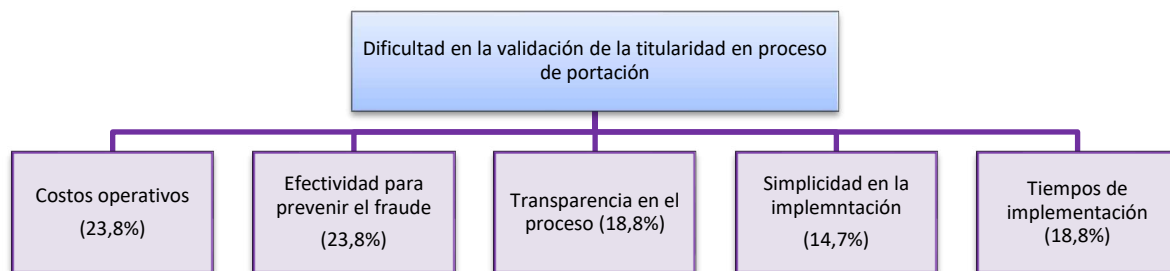 Dificultad en la validación de la titularidad en proceso
de portación
Costos operativos
(23,8%)
Efectividad para
prevenir el fraude
(23,8%)
Transparencia en el
proceso (18,8%)
Simplicidad en la
implemntación
(14,7%)
Tiempos de
implementación
(18,8%)